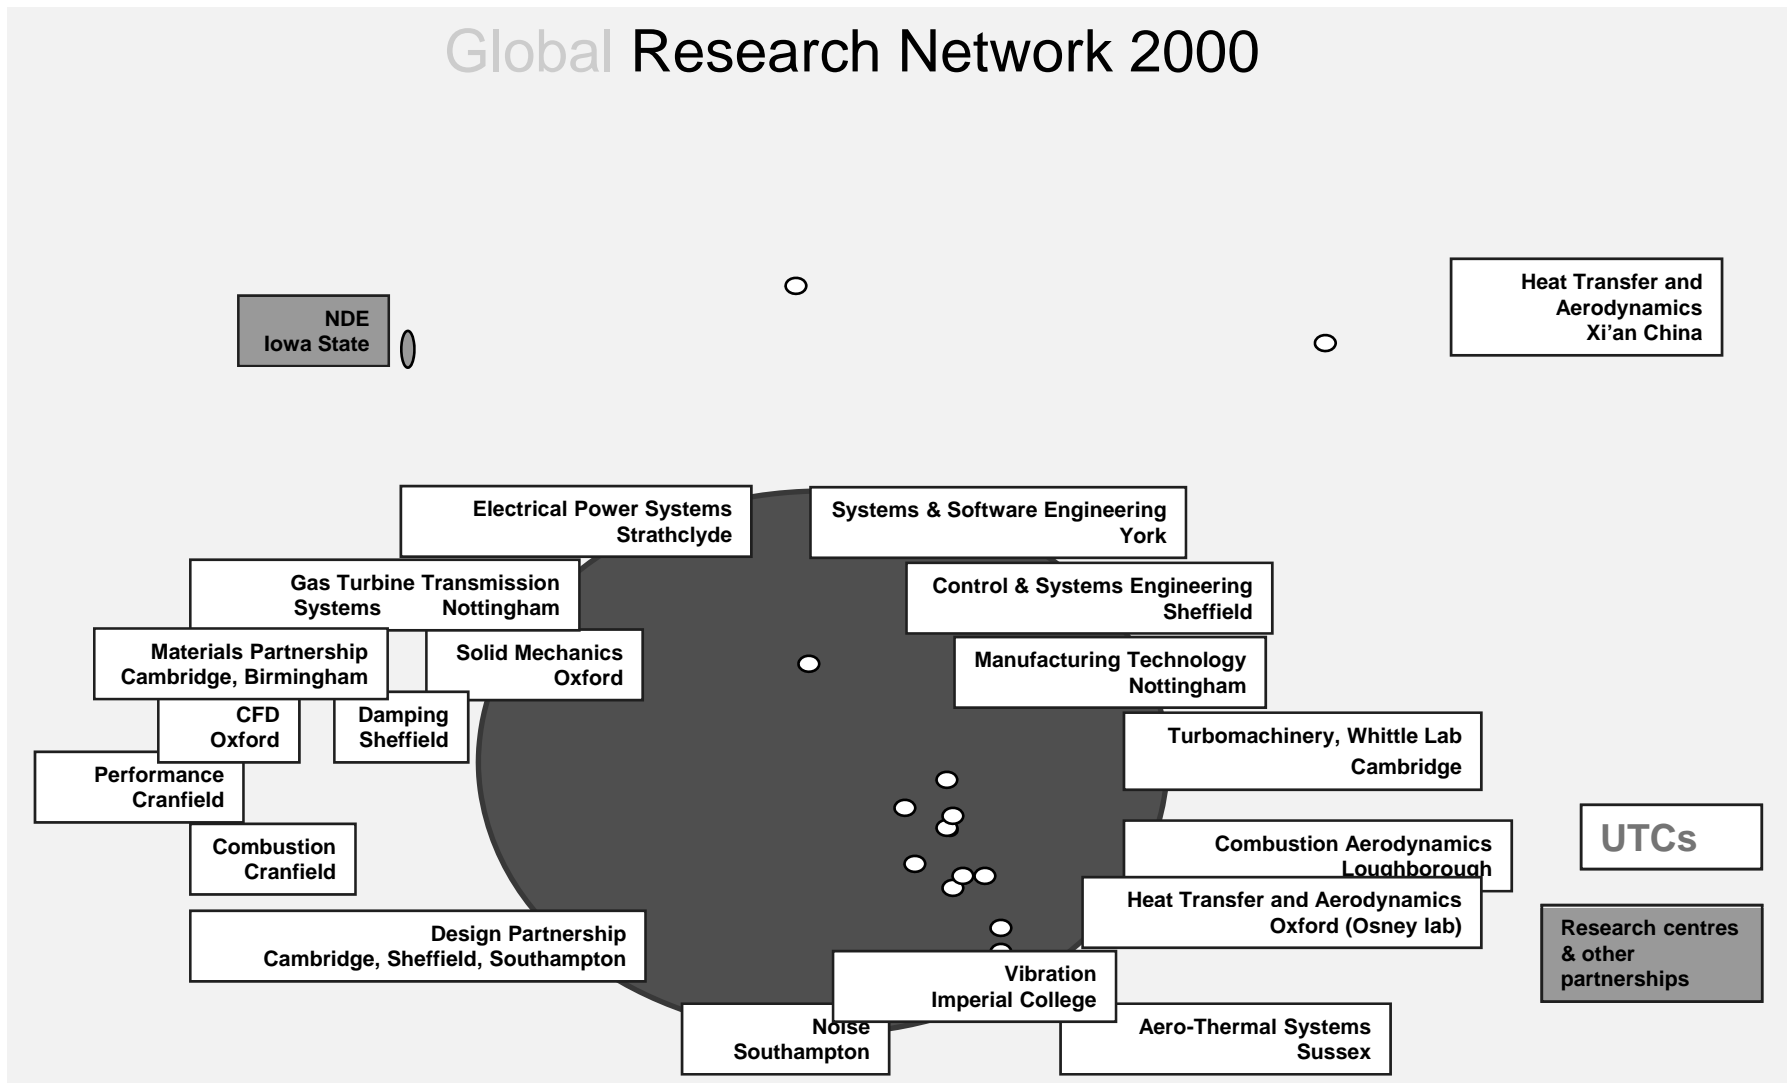 Global Research Network 2000
Heat Transfer and
Aerodynamics
Xi’an China
NDE
Iowa State
Electrical Power Systems
Strathclyde
Systems & Software Engineering
York
Gas Turbine Transmission
Systems Nottingham
Control & Systems Engineering
Sheffield
Materials Partnership
Cambridge, Birmingham
Solid Mechanics
Oxford
Manufacturing Technology
Nottingham
CFD
Oxford
Damping
Sheffield
Turbomachinery, Whittle Lab
Cambridge
Performance
Cranfield
Combustion
Cranfield
Combustion Aerodynamics
Loughborough
UTCs
Heat Transfer and Aerodynamics
Oxford (Osney lab)
Design Partnership
Cambridge, Sheffield, Southampton
Research centres
& other
partnerships
Vibration
Imperial College
Noise
Southampton
Aero-Thermal Systems
Sussex